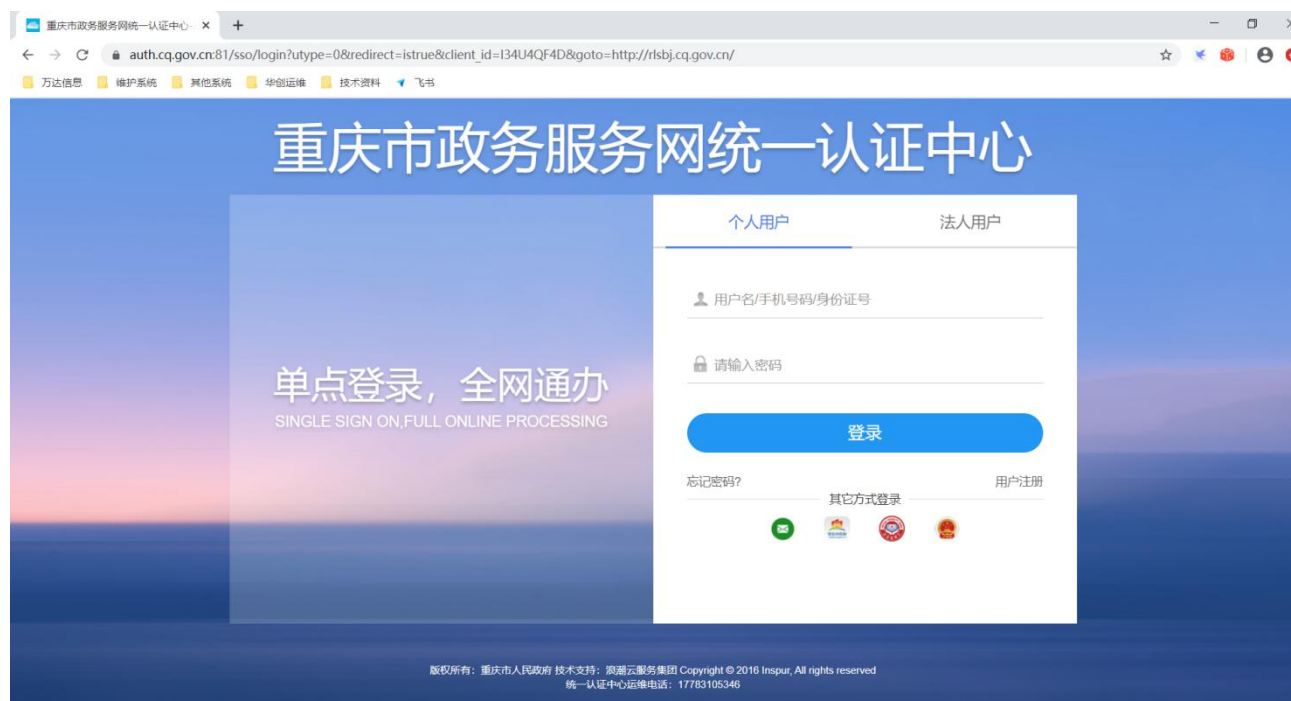 重庆市政务服务网统一认证中心-
auth.cq.gov.cn:81/sso/login?utype=0&redirect=istrue&client_id=I34U4QF4D&goto=http://rlsbj.cq.gov.cn/
万达信息 维护系统 其他系统 华创运维 技术资料 飞书
重庆市政务服务网统一认证中心
个人用户 法人用户
用户名/手机号码/身份证号
请输入密码
单点登录，全网通办
SINGLE SIGN ON,FULL ONLINE PROCESSING
登录
忘记密码? 用户注册
其它方式登录
版权所有：重庆市人民政府 技术支持：浪潮云服务集团 Copyright © 2016 Inspur, All rights reserved
统一认证中心运维电话：17783105346